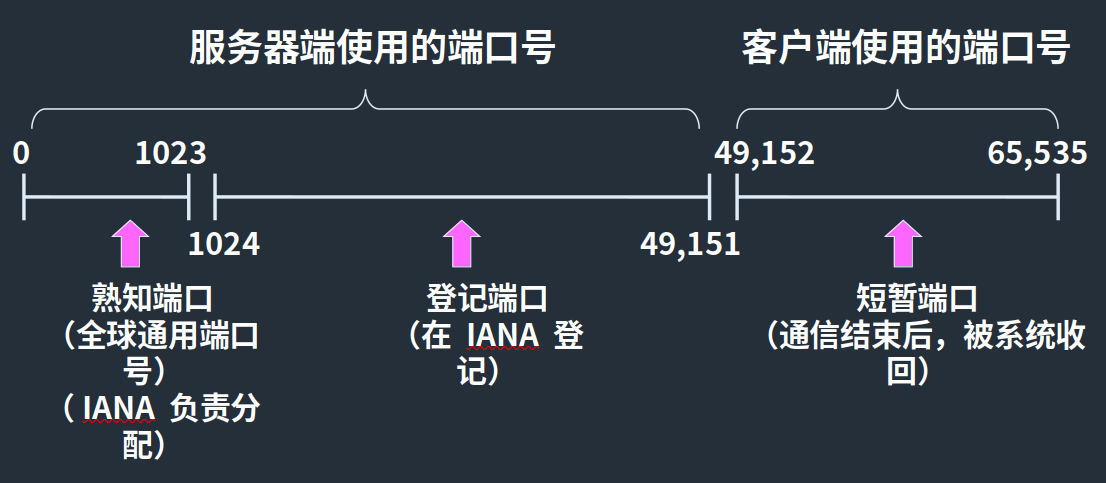 服务器端使用的端口号
客户端使用的端口号
0
1023
49,152
65,535
1024
49,151
熟知端口
（全球通用端口
号）
（ IANA 负责分
配）
登记端口
（在 IANA 登
记）
短暂端口
（通信结束后，被系统收
回）